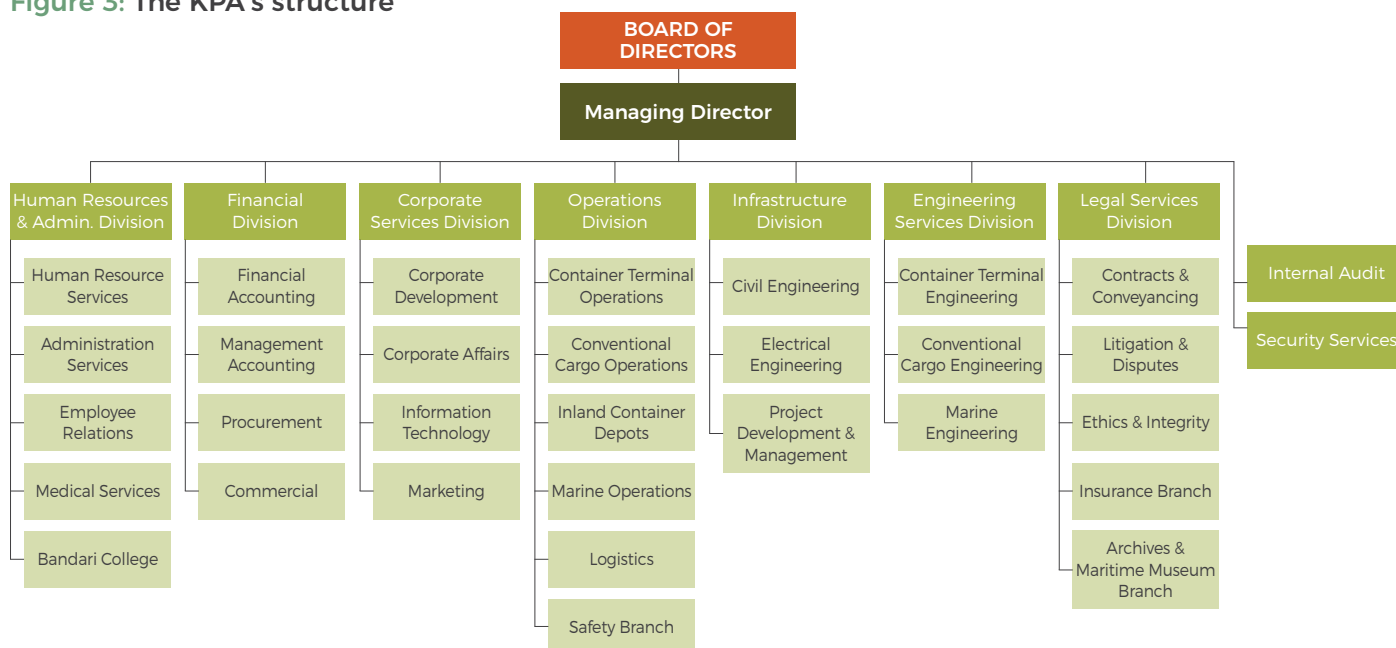 Figure 3: The KPA's structure
BOARD OF
DIRECTORS
Managing Director
Human Resources
& Admin. Division
Human Resource
Services
Administration
Services
Employee
Relations
Medical Services
Bandari College
Financial
Division
Financial
Accounting
Management
Accounting
Procurement
Commercial
Corporate
Services Division
Corporate
Development
Corporate Affairs
Information
Technology
Marketing
Operations
Division
Container Terminal
Operations
Conventional
Cargo Operations
Inland Container
Depots
Marine Operations
Logistics
Safety Branch
Infrastructure
Division
Civil Engineering
Electrical
Engineering
Project
Development &
Management
Engineering
Services Division
Container Terminal
Engineering
Conventional
Cargo Engineering
Marine
Engineering
Legal Services
Division
Contracts &
Conveyancing
Litigation &
Disputes
Ethics & Integrity
Insurance Branch
Archives &
Maritime Museum
Branch
Internal Audit
Security Services